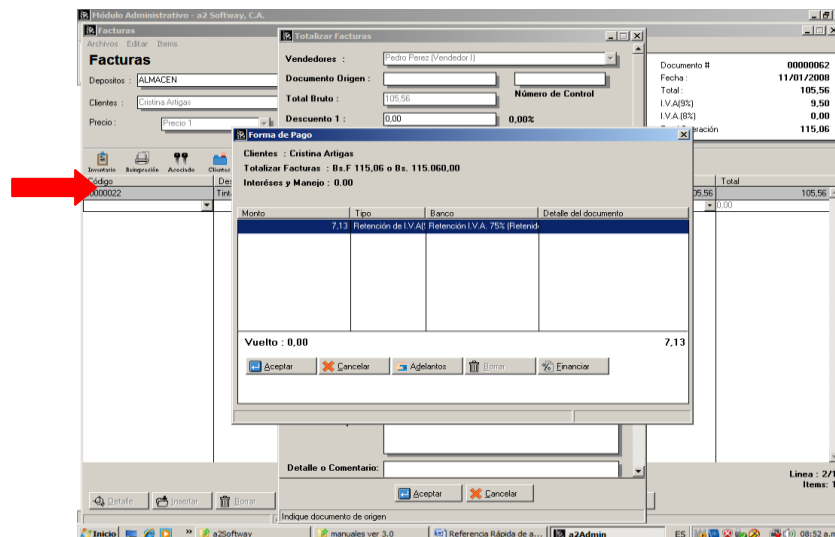 Módulo Administrativo - a2 Softway, C.A.
Facturas
Archivos Editar Items
Facturas
Depositos : ALMACEN
Clientes : Cristina Artigas
Precio : Precio 1
Inventario Reimpresión Asociado Clientes
Código
0000022
Total
105,56
0,00
Totalizar Facturas
Vendedores : Pedro Perez (Vendedor I)
Documento Origen :
Total Bruto : 105,56 Número de Control
Descuento 1 : 0,00 0,00%
Documento # 00000062
Fecha : 11/01/2008
Total : 105,56
I.V.A(9%) 9,50
I.V.A.(8%) 0,00
115,06
Forma de Pago
Clientes : Cristina Artigas
Totalizar Facturas : Bs.F 115,06 o Bs. 115.060,00
Interéses y Manejo : 0.00
Monto Tipo Banco Detalle del documento
7,13 Retención de I.V.A( Retención I.V.A. 75% (Retenid
Vuelto : 0,00 7,13
Aceptar Cancelar Adelantos Borrar Financiar
Detalle o Comentario:
Aceptar Cancelar
Indique documento de origen
Detalle Insertar Borrar
Linea : 2/1
Items: 1
Inicio » a2Softway manuales ver 3.0 Referencia Rápida de a... a2Admin ES 08:52 a.m